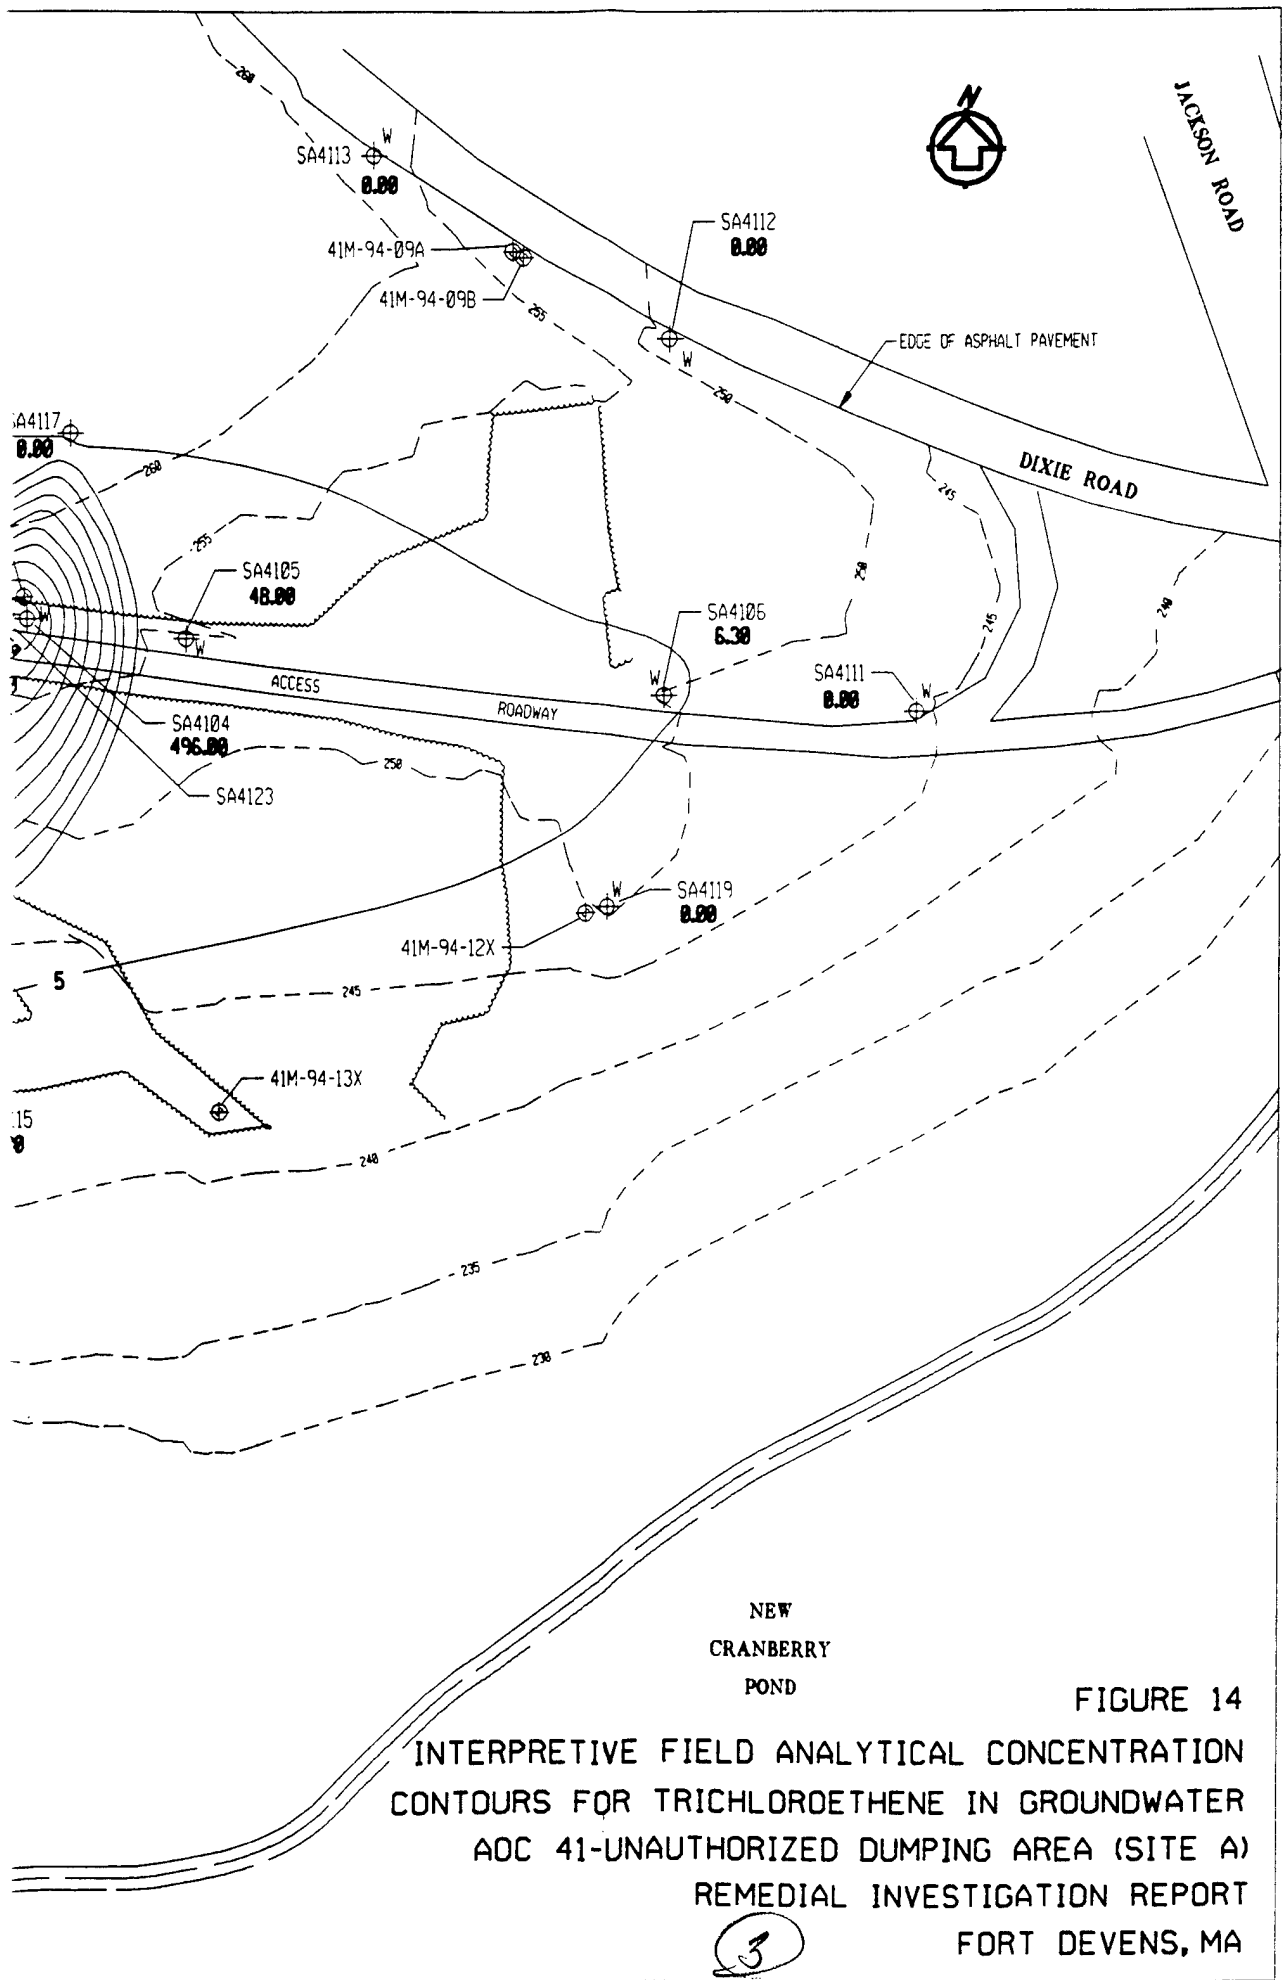 260
N
JACKSON ROAD
W
SA4113
0.00
SA4112
0.00
41M-94-09A
41M-94-09B
255
W
EDGE OF ASPHALT PAVEMENT
250
SA4117
0.00
260
DIXIE ROAD
245
255
SA4105
48.00
W
250
SA4106
6.30
240
245
W
W
SA4111
0.00
W
ACCESS
ROADWAY
SA4104
496.00
250
SA4123
W
SA4119
0.00
41M-94-12X
5
245
41M-94-13X
15
240
235
230
NEW
CRANBERRY
POND
FIGURE 14
INTERPRETIVE FIELD ANALYTICAL CONCENTRATION
CONTOURS FOR TRICHLOROETHENE IN GROUNDWATER
AOC 41-UNAUTHORIZED DUMPING AREA (SITE A)
REMEDIAL INVESTIGATION REPORT
FORT DEVENS, MA
3